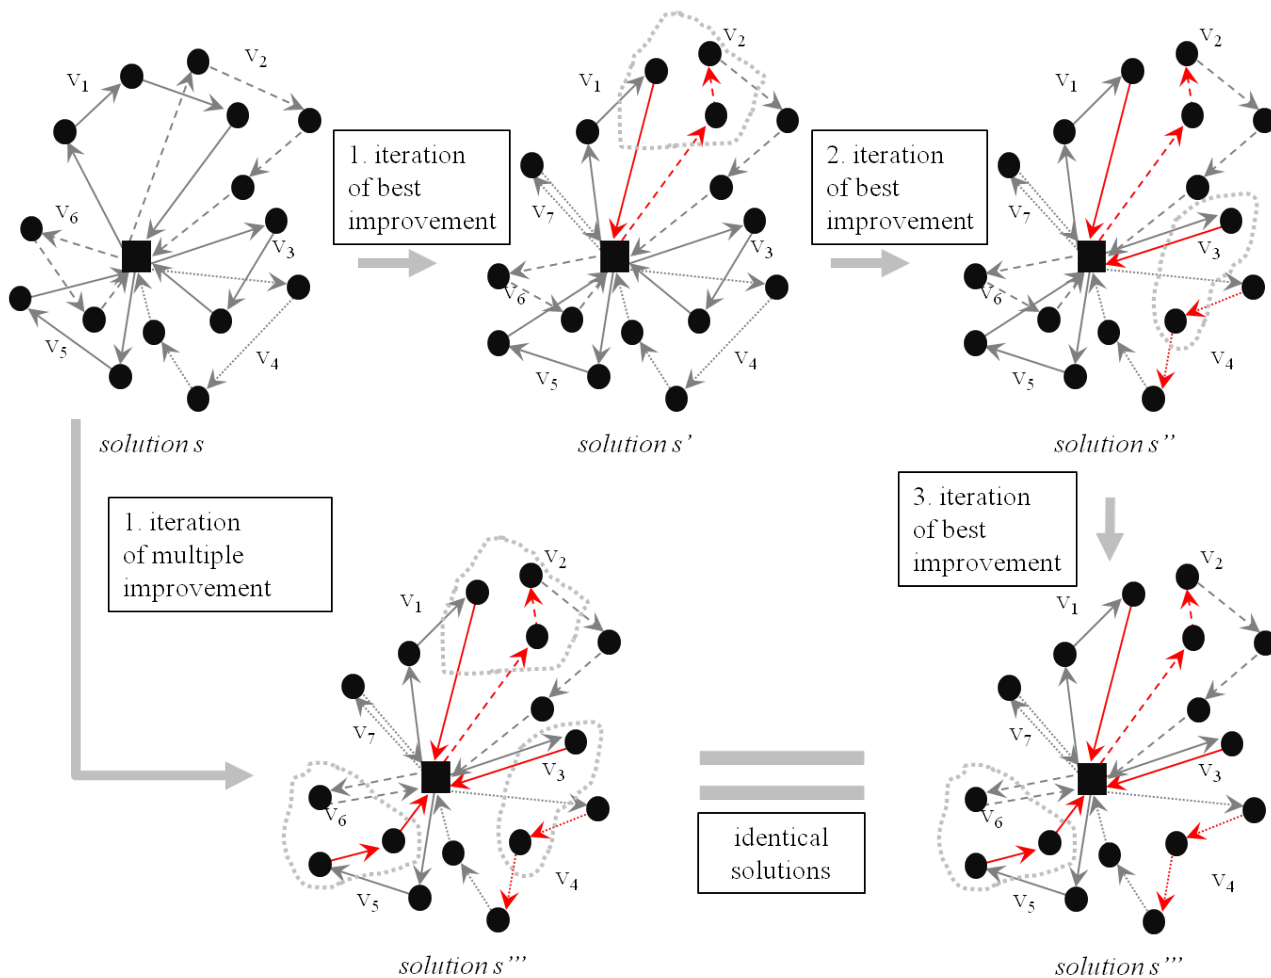 V2
V1
V6
V3
V5
V4
solution s
1. iteration
of best
improvement
V2
V1
V7
V3
V6
V5
V4
solution s’
2. iteration
of best
improvement
V2
V1
V7
V3
V6
V5
V4
solution s’’
1. iteration
of multiple
improvement
3. iteration
of best
improvement
V2
V1
V7
V3
V6
V5
V4
solution s’’’
identical
solutions
V2
V1
V7
V3
V6
V5
V4
solution s’’’